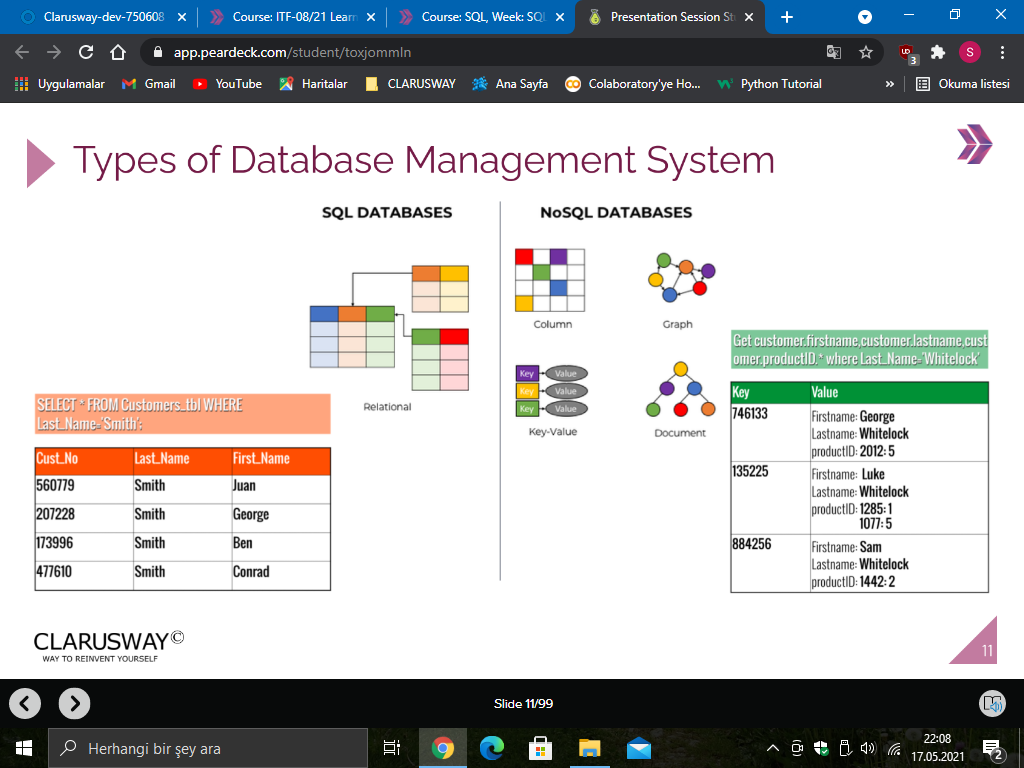 Clarusway-dev-750608
Course: ITF-08/21 Learn
Course: SQL, Week: SQL
Presentation Session St
app.peardeck.com/student/toxjommln
UD
3
S
Uygulamalar
Gmail
YouTube
Haritalar
CLARUSWAY
Ana Sayfa
Colaboratory'ye Ho...
Python Tutorial
»
Okuma listesi
Types of Database Management System
SQL DATABASES
NoSQL DATABASES
Relational
Column
Graph
Key Value
Key Value
Key Value
Key-Value
Document
SELECT * FROM Customers_tbl WHERE
Last_Name='Smith';
Cust_No Last_Name First_Name
560779 Smith Juan
207228 Smith George
173996 Smith Ben
477610 Smith Conrad
Get customer.firstname,customer.lastname,cust
omer.productID.* where Last_Name='Whitelock'
Key Value
746133 Firstname: George
Lastname: Whitelock
productID: 2012: 5
135225 Firstname: Luke
Lastname: Whitelock
productID: 1285: 1
1077: 5
884256 Firstname: Sam
Lastname: Whitelock
productID: 1442: 2
CLARUSWAY©
WAY TO REINVENT YOURSELF
11
Slide 11/99
Herhangi bir şey ara
22:08
17.05.2021
2